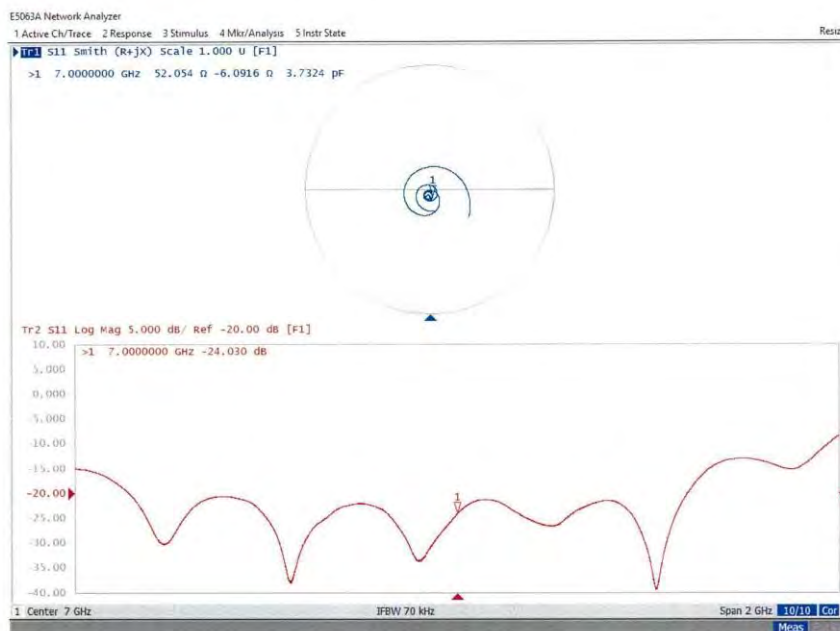 E5063A Network Analyzer
1 Active Ch/Trace 2 Response 3 Stimulus 4 Mkr/Analysis 5 Instr State
Tr1 S11 Smith (R+jX) Scale 1.000 U [F1]
>1 7.0000000 GHz 52.054 Ω -6.0916 Ω 3.7324 pF
1
Tr2 S11 Log Mag 5.000 dB/ Ref -20.00 dB [F1]
10.00
>1 7.0000000 GHz -24.030 dB
5.000
0.000
-5.000
-10.00
-15.00
-20.00
1
-25.00
-30.00
-35.00
-40.00
1 Center 7 GHz IFBW 70 kHz Span 2 GHz 10/10 Cor
Meas